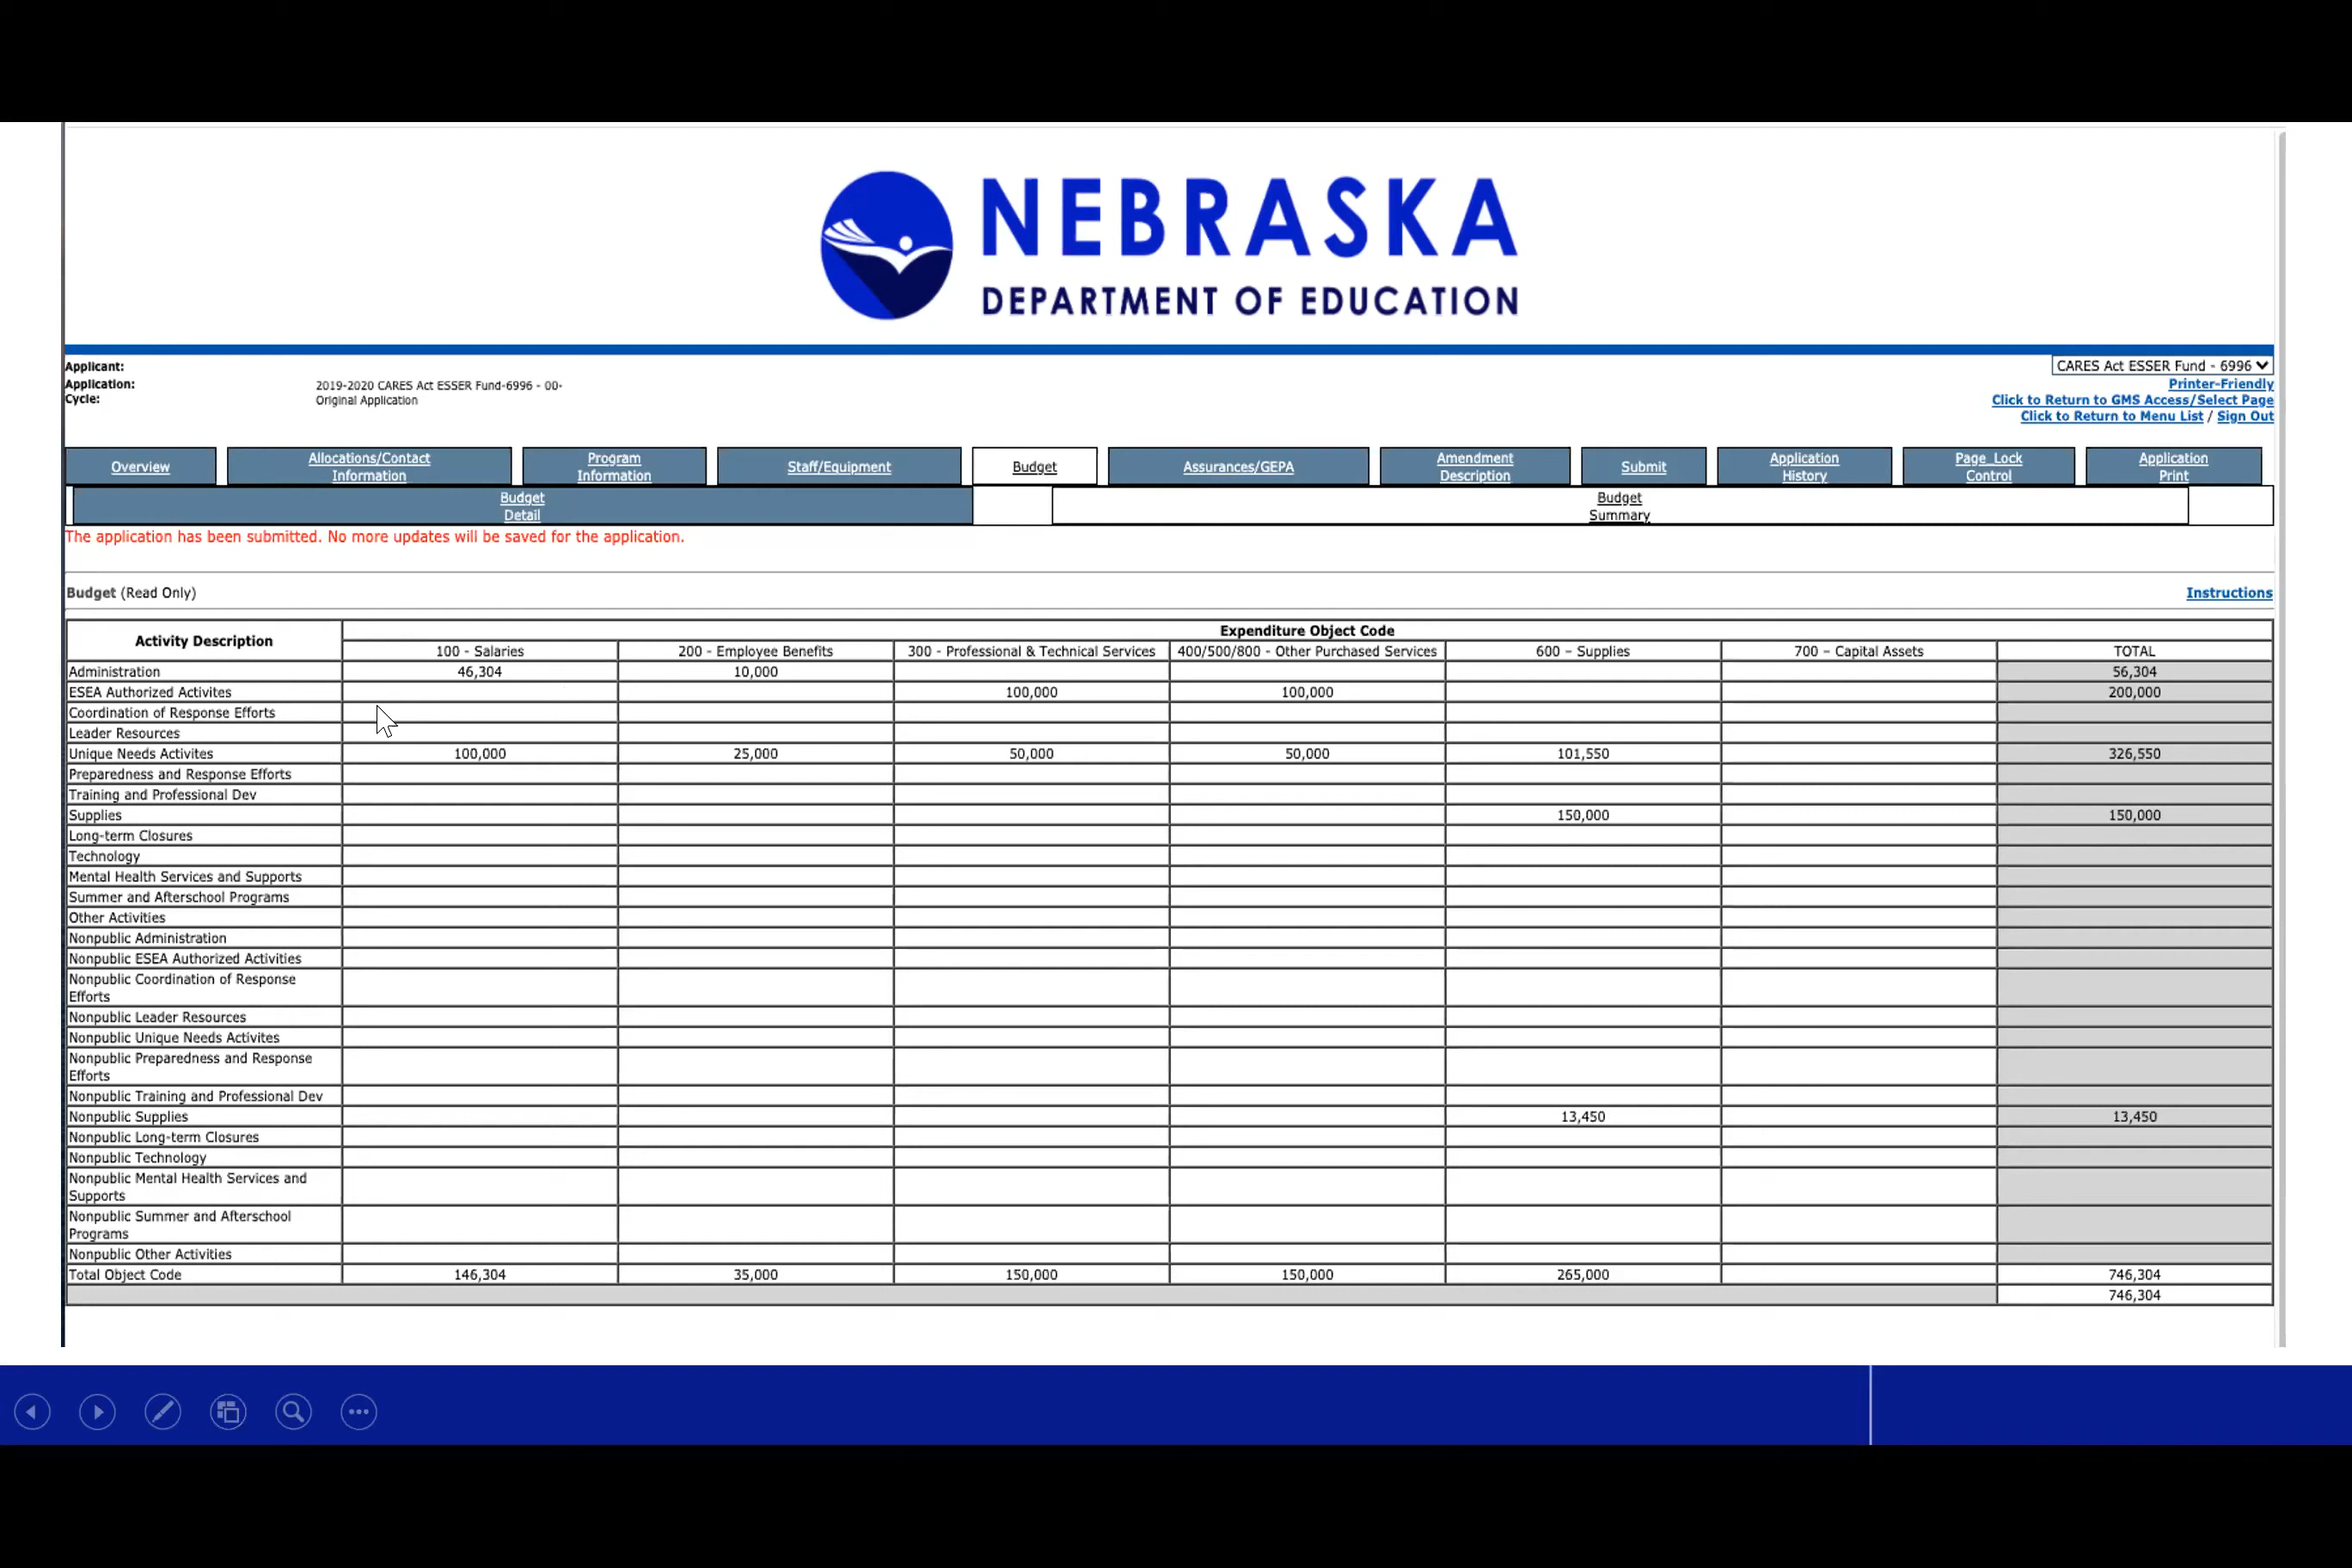 NEBRASKA
DEPARTMENT OF EDUCATION
Applicant:
Application: 2019-2020 CARES Act ESSER Fund-6996 - 00-
Cycle: Original Application
CARES Act ESSER Fund - 6996
Printer-Friendly
Click to Return to GMS Access/Select Page
Click to Return to Menu List / Sign Out
Overview
Allocations/Contact
Information
Program
Information
Staff/Equipment
Budget
Assurances/GEPA
Amendment
Description
Submit
Application
History
Page_Lock
Control
Application
Print
Budget
Detail
Budget
Summary
The application has been submitted. No more updates will be saved for the application.
Budget (Read Only) Instructions
Activity Description Expenditure Object Code
100 - Salaries 200 - Employee Benefits 300 - Professional & Technical Services 400/500/800 - Other Purchased Services 600 – Supplies 700 – Capital Assets TOTAL
Administration 46,304 10,000 56,304
ESEA Authorized Activites 100,000 100,000 200,000
Coordination of Response Efforts
Leader Resources
Unique Needs Activites 100,000 25,000 50,000 50,000 101,550 326,550
Preparedness and Response Efforts
Training and Professional Dev
Supplies 150,000 150,000
Long-term Closures
Technology
Mental Health Services and Supports
Summer and Afterschool Programs
Other Activities
Nonpublic Administration
Nonpublic ESEA Authorized Activities
Nonpublic Coordination of Response
Efforts
Nonpublic Leader Resources
Nonpublic Unique Needs Activites
Nonpublic Preparedness and Response
Efforts
Nonpublic Training and Professional Dev
Nonpublic Supplies 13,450 13,450
Nonpublic Long-term Closures
Nonpublic Technology
Nonpublic Mental Health Services and
Supports
Nonpublic Summer and Afterschool
Programs
Nonpublic Other Activities
Total Object Code 146,304 35,000 150,000 150,000 265,000 746,304
746,304